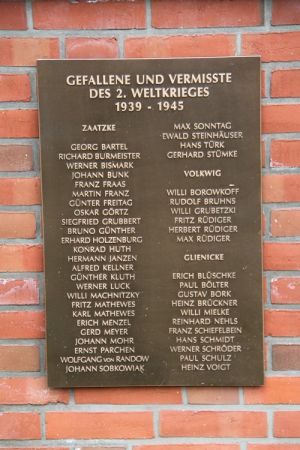 GEFALLENE UND VERMISSTE
DES 2. WELTKRIEGES
1939 - 1945
ZAATZKE
GEORG BARTEL
RICHARD BURMEISTER
WERNER BISMARK
JOHANN BUNK
FRANZ FRAAS
MARTIN FRANZ
GÜNTER FREITAG
OSKAR GÖRTZ
SIEGFRIED GRUBBERT
BRUNO GÜNTHER
ERHARD HOLZENBURG
KONRAD HUTH
HERMANN JANZEN
ALFRED KELLNER
GÜNTHER KLUTH
WERNER LUCK
WILLI MACHNITZKY
FRITZ MATHEWES
KARL MATHEWES
ERICH MENZEL
GERD MEYER
JOHANN MOHR
ERNST PARCHEN
WOLFGANG VON RANDOW
JOHANN SOBKOWIAK
MAX SONNTAG
EWALD STEINHÄUSER
HANS TÜRK
GERHARD STÜMKE
VOLKWIG
WILLI BOROWKOFF
RUDOLF BRUHNS
WILLI GRUBETZKI
FRITZ RÜDIGER
HERBERT RÜDIGER
MAX RÜDIGER
GLIENICKE
ERICH BLÜSCHKE
PAUL BÖLTER
GUSTAV BORK
HEINZ BRÜCKNER
WILLI MIELKE
REINHARD NEHLS
FRANZ SCHIEFELBEIN
HANS SCHMIDT
WERNER SCHRÖDER
PAUL SCHULZ
HEINZ VOIGT